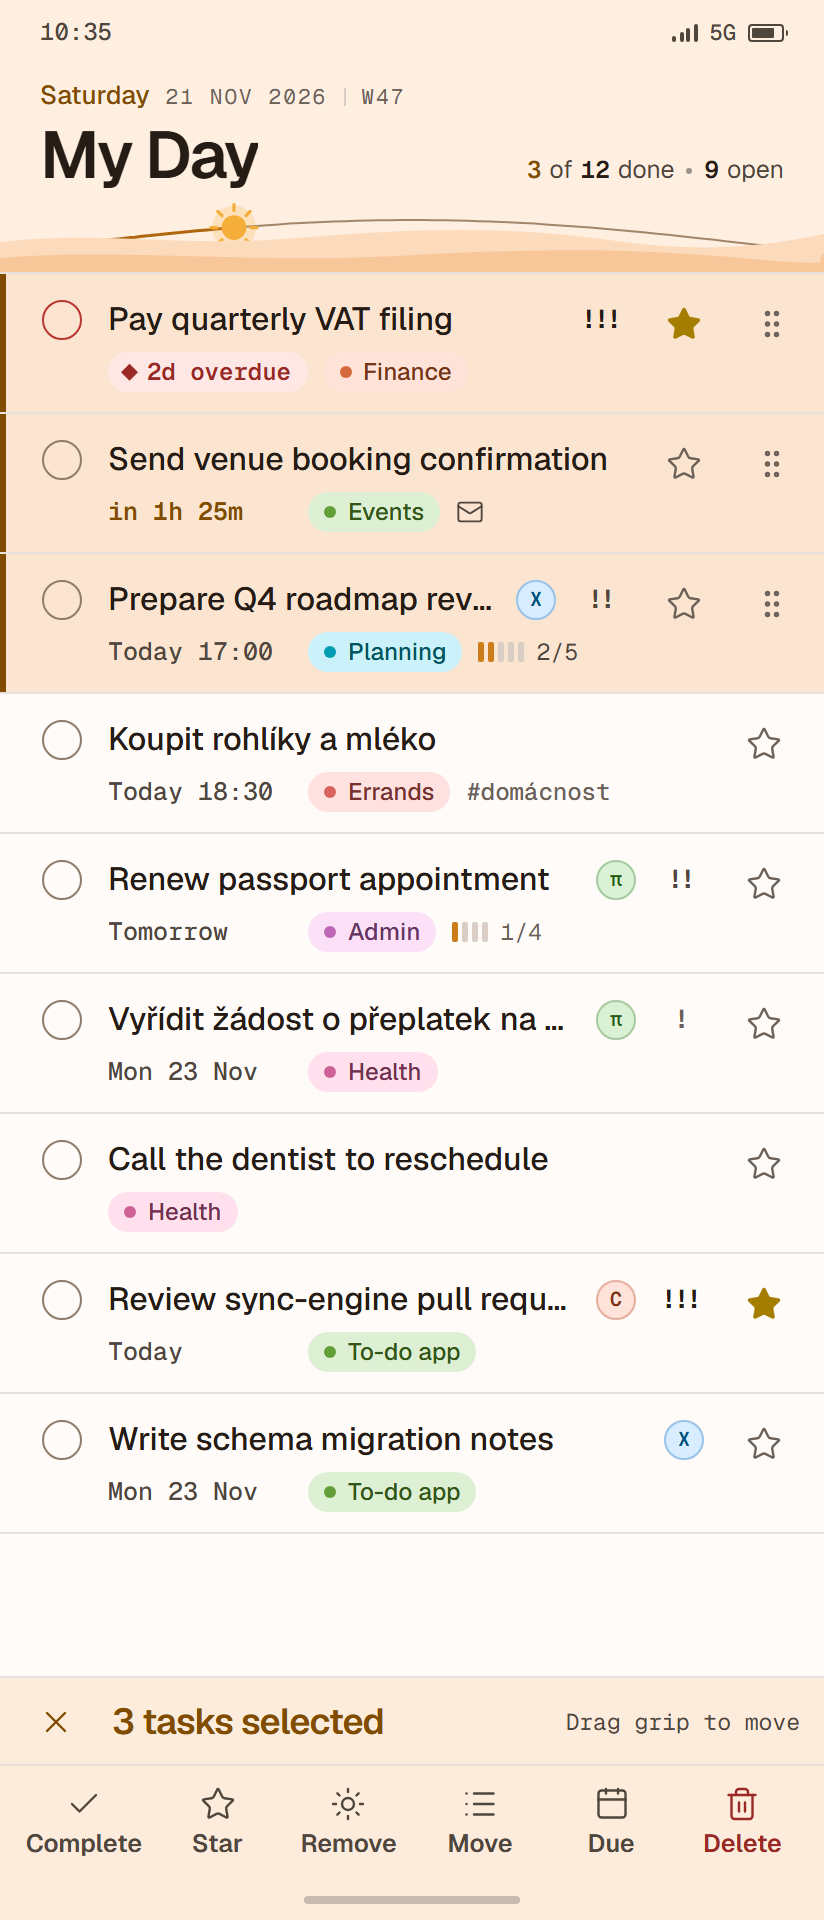 10:35 5G
Saturday 21 NOV 2026 | W47
My Day
3 of 12 done • 9 open
Pay quarterly VAT filing !!!
2d overdue Finance
Send venue booking confirmation
in 1h 25m Events
Prepare Q4 roadmap rev... X !!
Today 17:00 Planning 2/5
Koupit rohlíky a mléko
Today 18:30 Errands #domácnost
Renew passport appointment π !!
Tomorrow Admin 1/4
Vyřídit žádost o přeplatek na ... π !
Mon 23 Nov Health
Call the dentist to reschedule
Health
Review sync-engine pull requ... C !!!
Today To-do app
Write schema migration notes X
Mon 23 Nov To-do app
3 tasks selected Drag grip to move
Complete Star Remove Move Due Delete